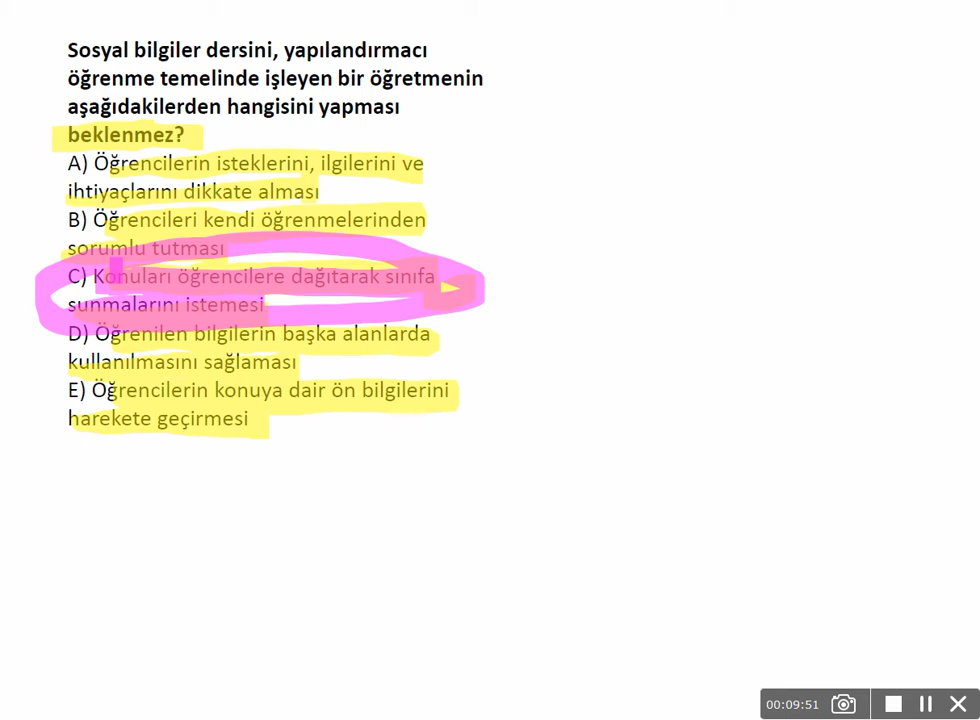 Sosyal bilgiler dersini, yapılandırmacı
öğrenme temelinde işleyen bir öğretmenin
aşağıdakilerden hangisini yapması
beklenmez?
A) Öğrencilerin isteklerini, ilgilerini ve
ihtiyaçlarını dikkate alması
B) Öğrencileri kendi öğrenmelerinden
sorumlu tutması
C) Konuları öğrencilere dağıtarak sınıfa
sunmalarını istemesi
D) Öğrenilen bilgilerin başka alanlarda
kullanılmasını sağlaması
E) Öğrencilerin konuya dair ön bilgilerini
harekete geçirmesi
00:09:51